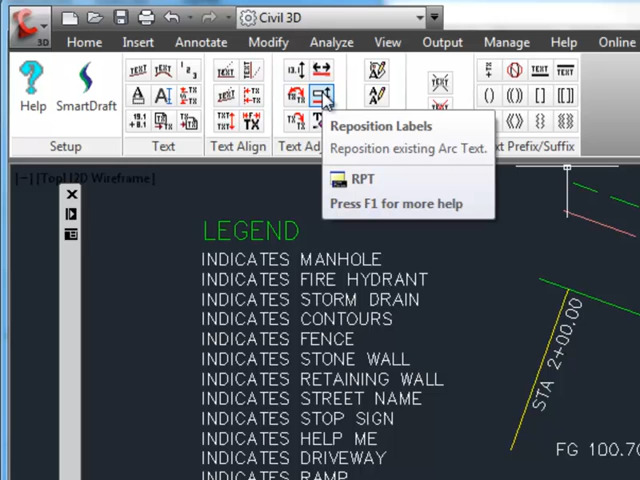 Civil 3D
3D
Home Insert Annotate Modify Analyze View Output Manage Help Online
Help SmartDraft
Setup Text Text Align Text Prefix/Suffix
Reposition Labels
Reposition existing Arc Text.
RPT
Press F1 for more help
[−] [Top] [2D Wireframe]
LEGEND
INDICATES MANHOLE
INDICATES FIRE HYDRANT
INDICATES STORM DRAIN
INDICATES CONTOURS
INDICATES FENCE
INDICATES STONE WALL
INDICATES RETAINING WALL
INDICATES STREET NAME
INDICATES STOP SIGN
INDICATES HELP ME
INDICATES DRIVEWAY
INDICATES RAMP
STA 2+00.00
FG 100.70